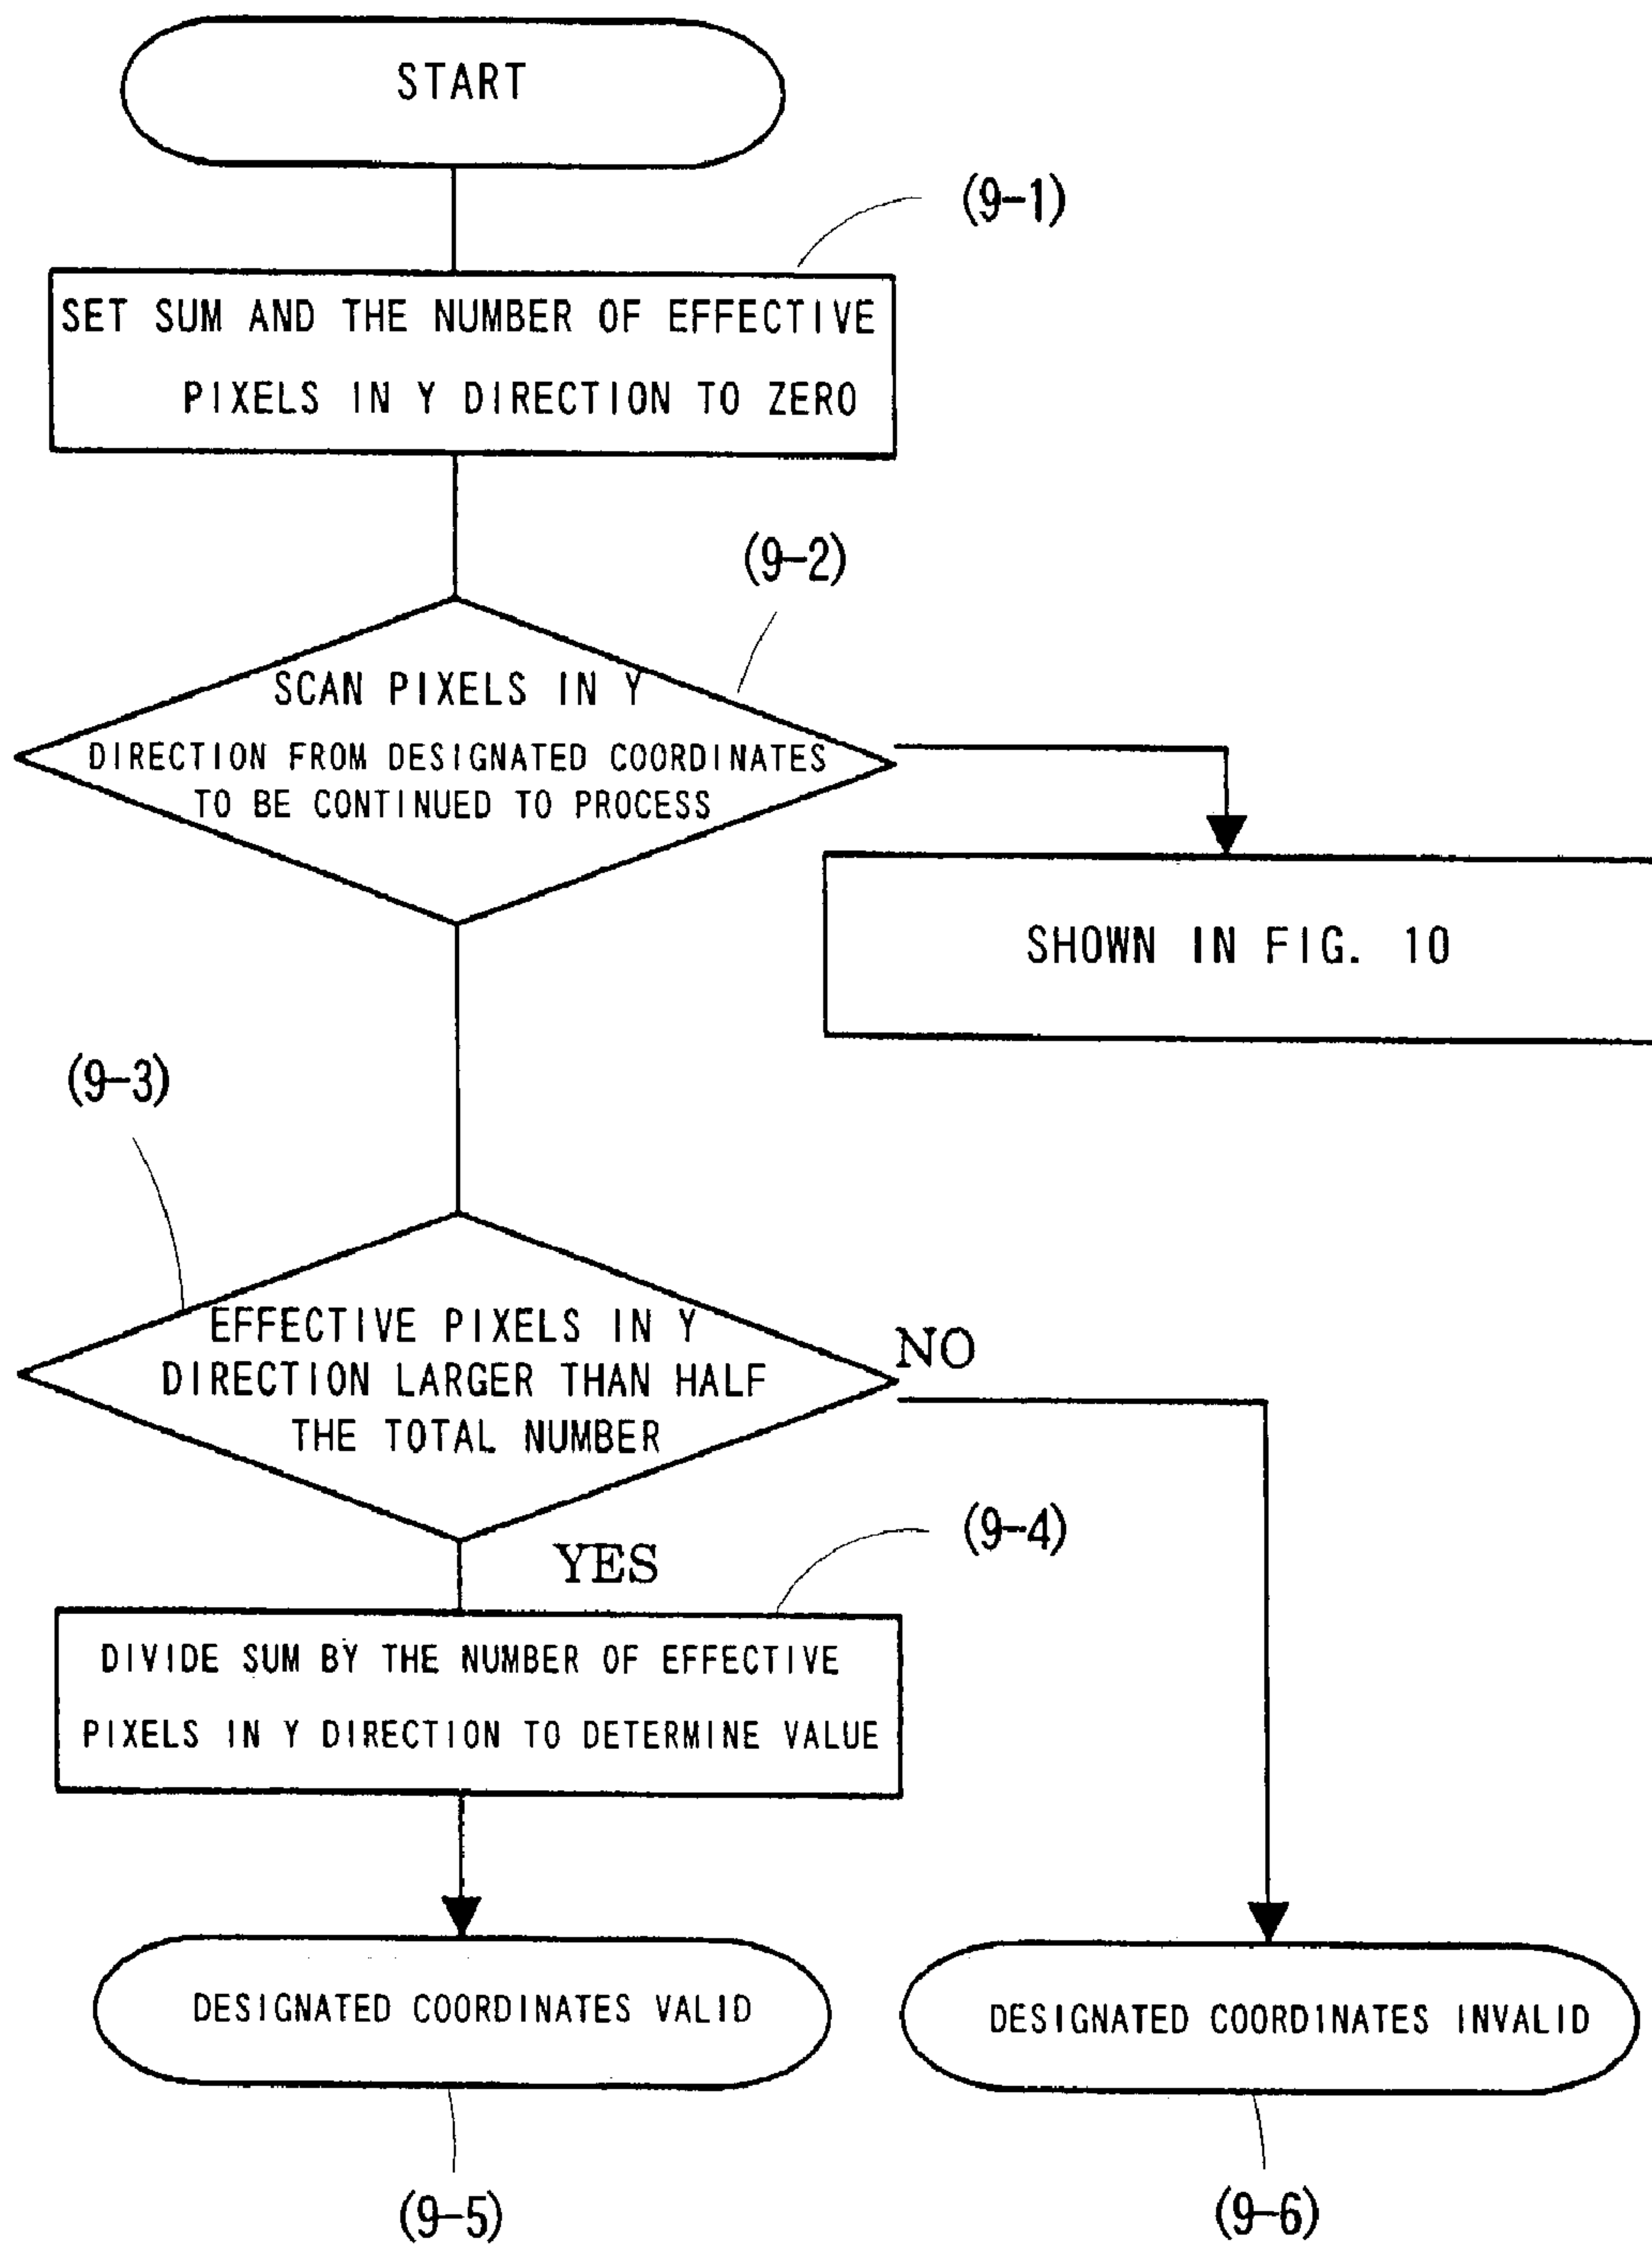 START
(9-1)
SET SUM AND THE NUMBER OF EFFECTIVE
PIXELS IN Y DIRECTION TO ZERO
(9-2)
SCAN PIXELS IN Y
DIRECTION FROM DESIGNATED COORDINATES
TO BE CONTINUED TO PROCESS
SHOWN IN FIG. 10
(9-3)
EFFECTIVE PIXELS IN Y
DIRECTION LARGER THAN HALF
THE TOTAL NUMBER
NO
YES
(9-4)
DIVIDE SUM BY THE NUMBER OF EFFECTIVE
PIXELS IN Y DIRECTION TO DETERMINE VALUE
DESIGNATED COORDINATES VALID
DESIGNATED COORDINATES INVALID
(9-5)
(9-6)